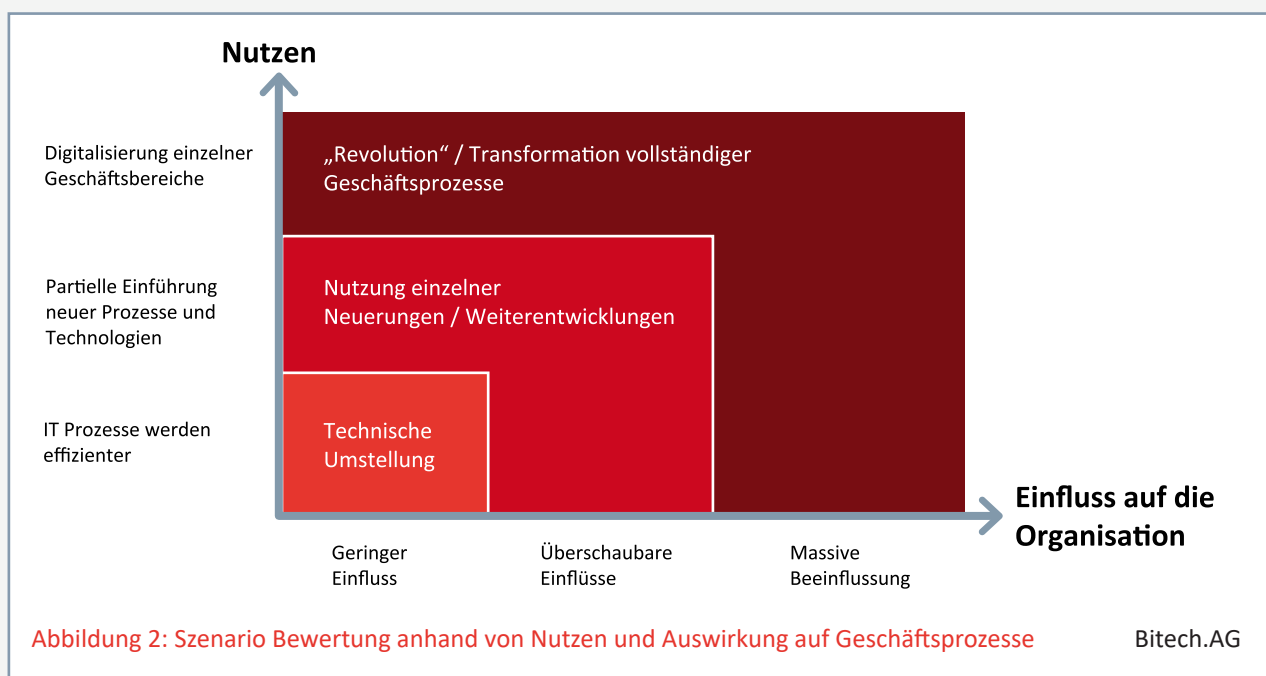 Nutzen
Digitalisierung einzelner
Geschäftsbereiche
„Revolution“ / Transformation vollständiger
Geschäftsprozesse
Partielle Einführung
neuer Prozesse und
Technologien
Nutzung einzelner
Neuerungen / Weiterentwicklungen
IT Prozesse werden
effizienter
Technische
Umstellung
Einfluss auf die
Organisation
Geringer
Einfluss
Überschaubare
Einflüsse
Massive
Beeinflussung
Abbildung 2: Szenario Bewertung anhand von Nutzen und Auswirkung auf Geschäftsprozesse
Bitech.AG